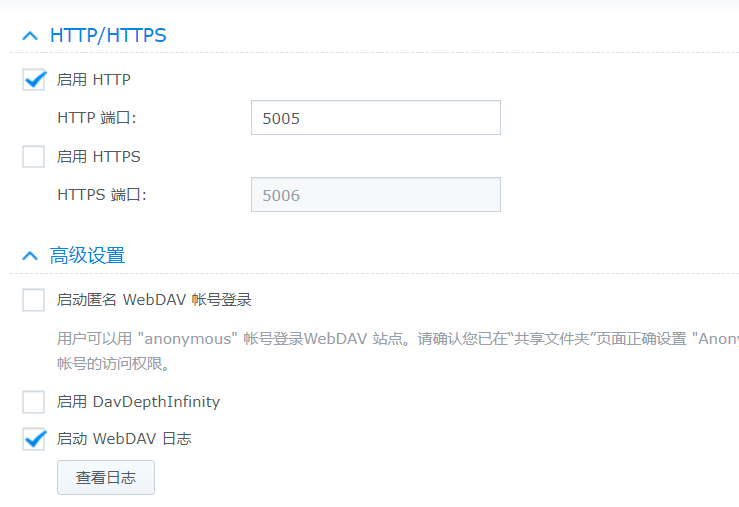 HTTP/HTTPS
启用 HTTP
HTTP 端口:
5005
启用 HTTPS
HTTPS 端口:
5006
高级设置
启动匿名 WebDAV 帐号登录
用户可以用 "anonymous" 帐号登录WebDAV 站点。请确认您已在“共享文件夹”页面正确设置 "Anony
帐号的访问权限。
启用 DavDepthInfinity
启动 WebDAV 日志
查看日志